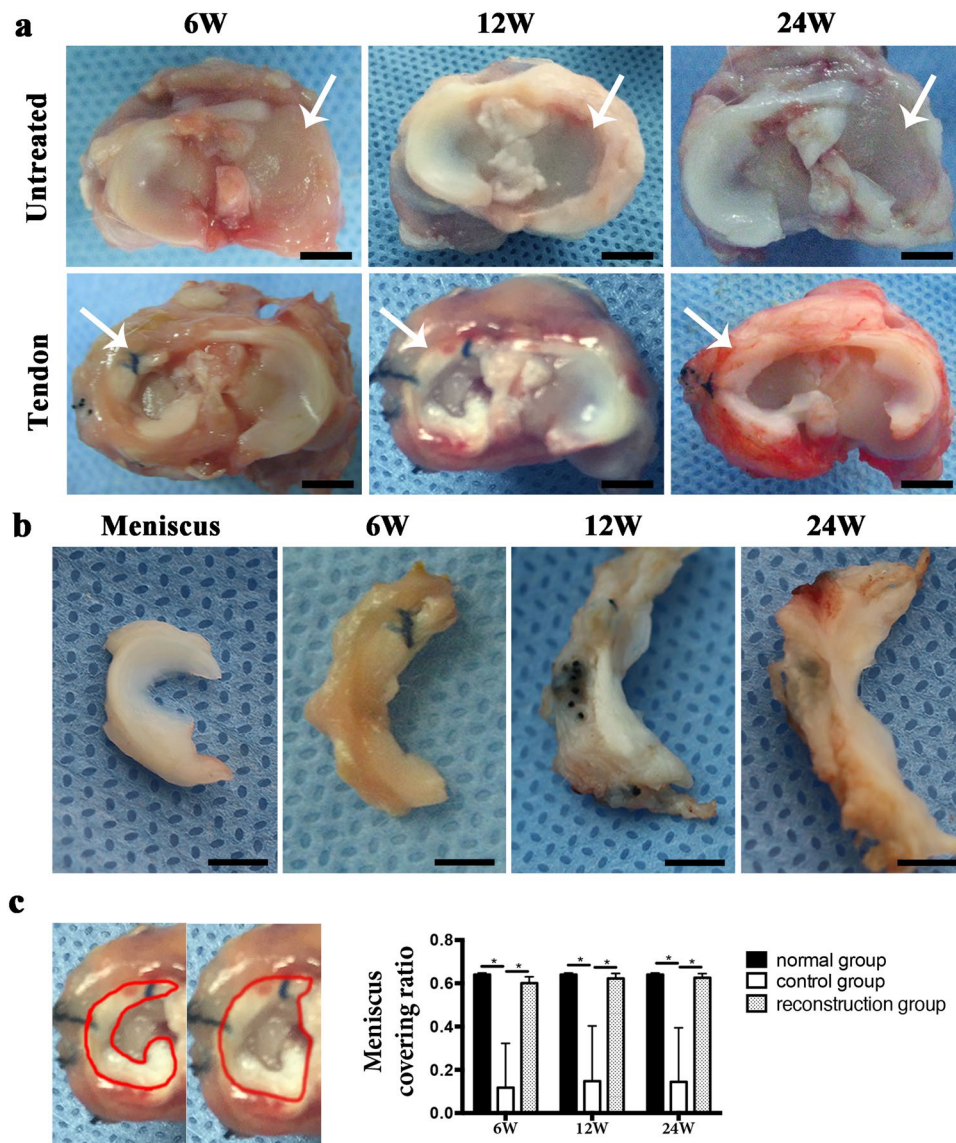 a
6W 12W 24W
Untreated
Tendon
b
Meniscus 6W 12W 24W
c
Meniscus
covering ratio
0.8
0.6
0.4
0.2
0.0
* * * * * *
6W 12W 24W
normal group
control group
reconstruction group